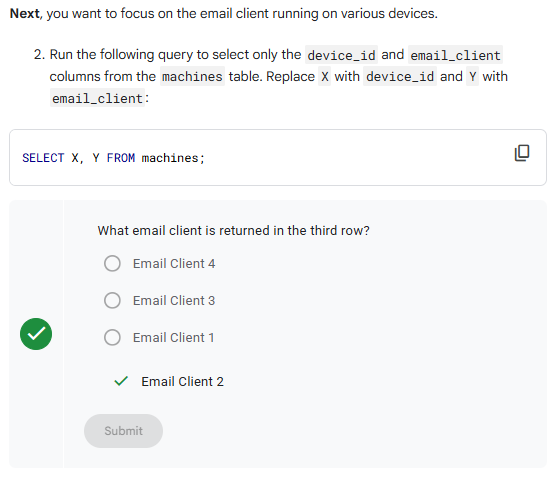 Next, you want to focus on the email client running on various devices.
2. Run the following query to select only the device_id and email_client
columns from the machines table. Replace X with device_id and Y with
email_client:
SELECT X, Y FROM machines;
What email client is returned in the third row?
Email Client 4
Email Client 3
Email Client 1
Email Client 2
Submit